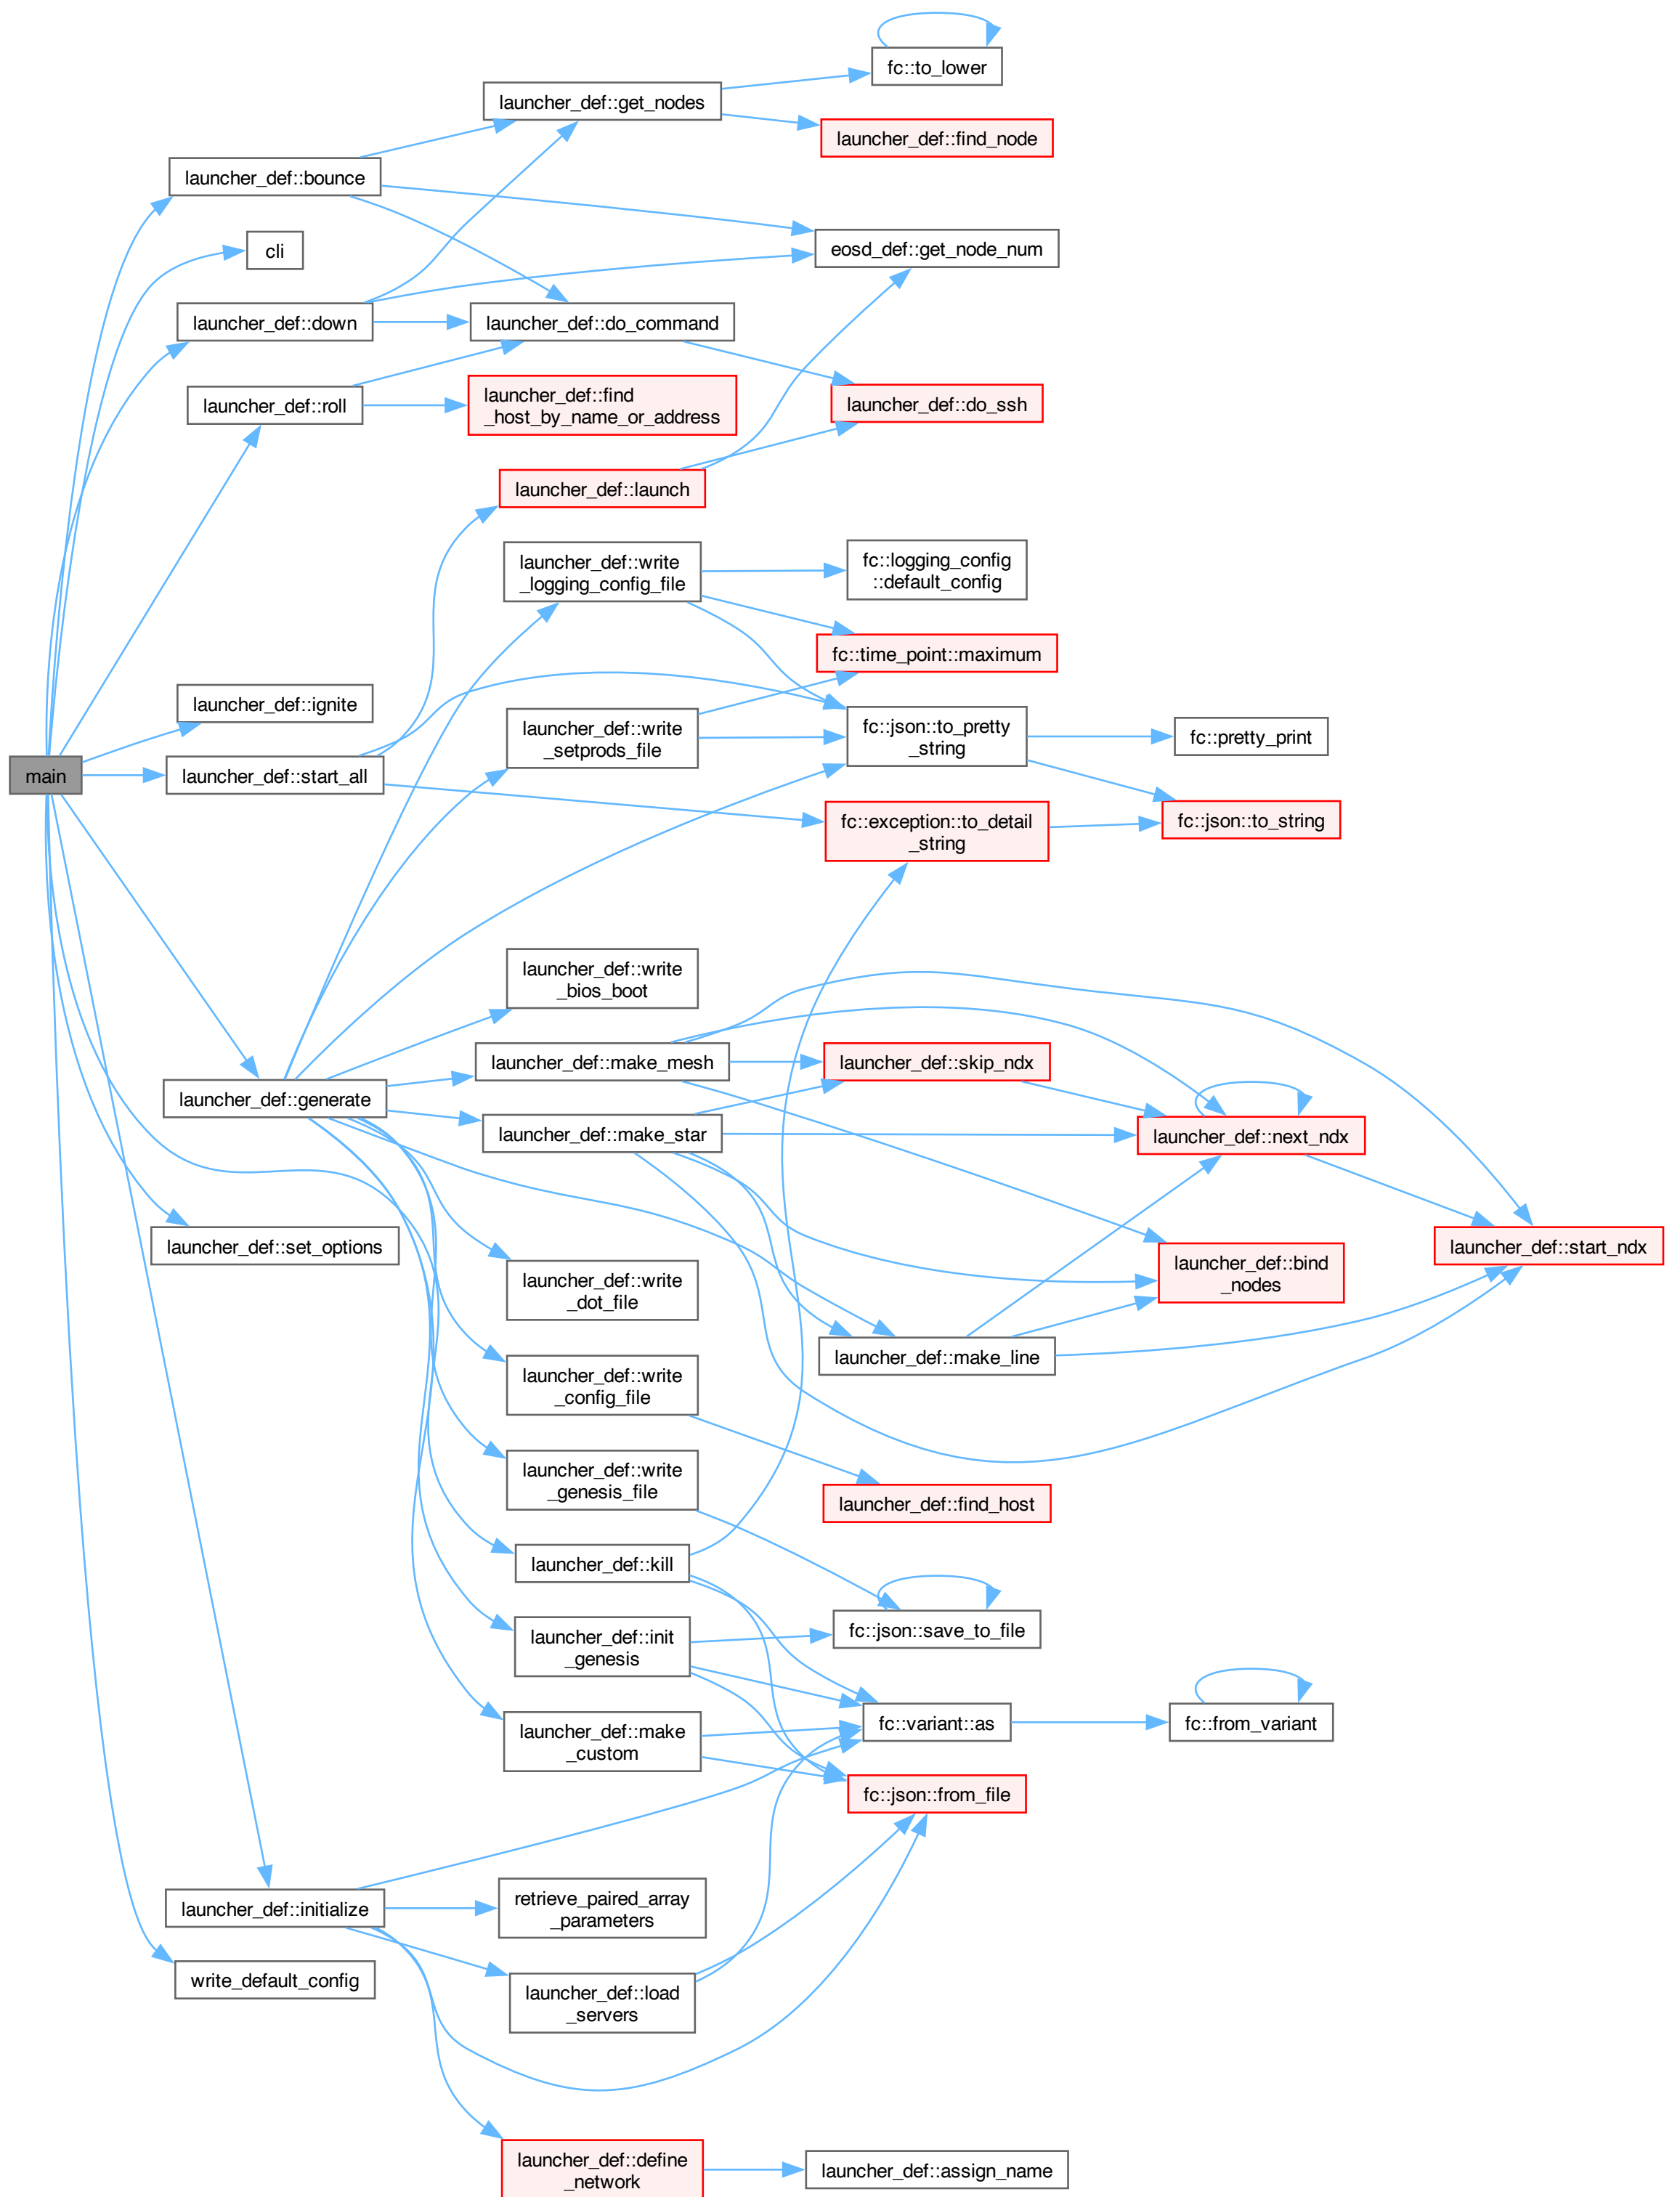 fc::to_lower
launcher_def::get_nodes
launcher_def::find_node
launcher_def::bounce
cli
eosd_def::get_node_num
launcher_def::down
launcher_def::do_command
launcher_def::roll
launcher_def::find
_host_by_name_or_address
launcher_def::do_ssh
launcher_def::launch
launcher_def::write
_logging_config_file
fc::logging_config
::default_config
fc::time_point::maximum
launcher_def::ignite
launcher_def::write
_setprods_file
fc::json::to_pretty
_string
fc::pretty_print
main
launcher_def::start_all
fc::exception::to_detail
_string
fc::json::to_string
launcher_def::write
_bios_boot
launcher_def::make_mesh
launcher_def::skip_ndx
launcher_def::generate
launcher_def::make_star
launcher_def::next_ndx
launcher_def::set_options
launcher_def::start_ndx
launcher_def::write
_dot_file
launcher_def::bind
_nodes
launcher_def::make_line
launcher_def::write
_config_file
launcher_def::write
_genesis_file
launcher_def::find_host
launcher_def::kill
launcher_def::init
_genesis
fc::json::save_to_file
launcher_def::make
_custom
fc::variant::as
fc::from_variant
fc::json::from_file
launcher_def::initialize
retrieve_paired_array
_parameters
write_default_config
launcher_def::load
_servers
launcher_def::define
_network
launcher_def::assign_name